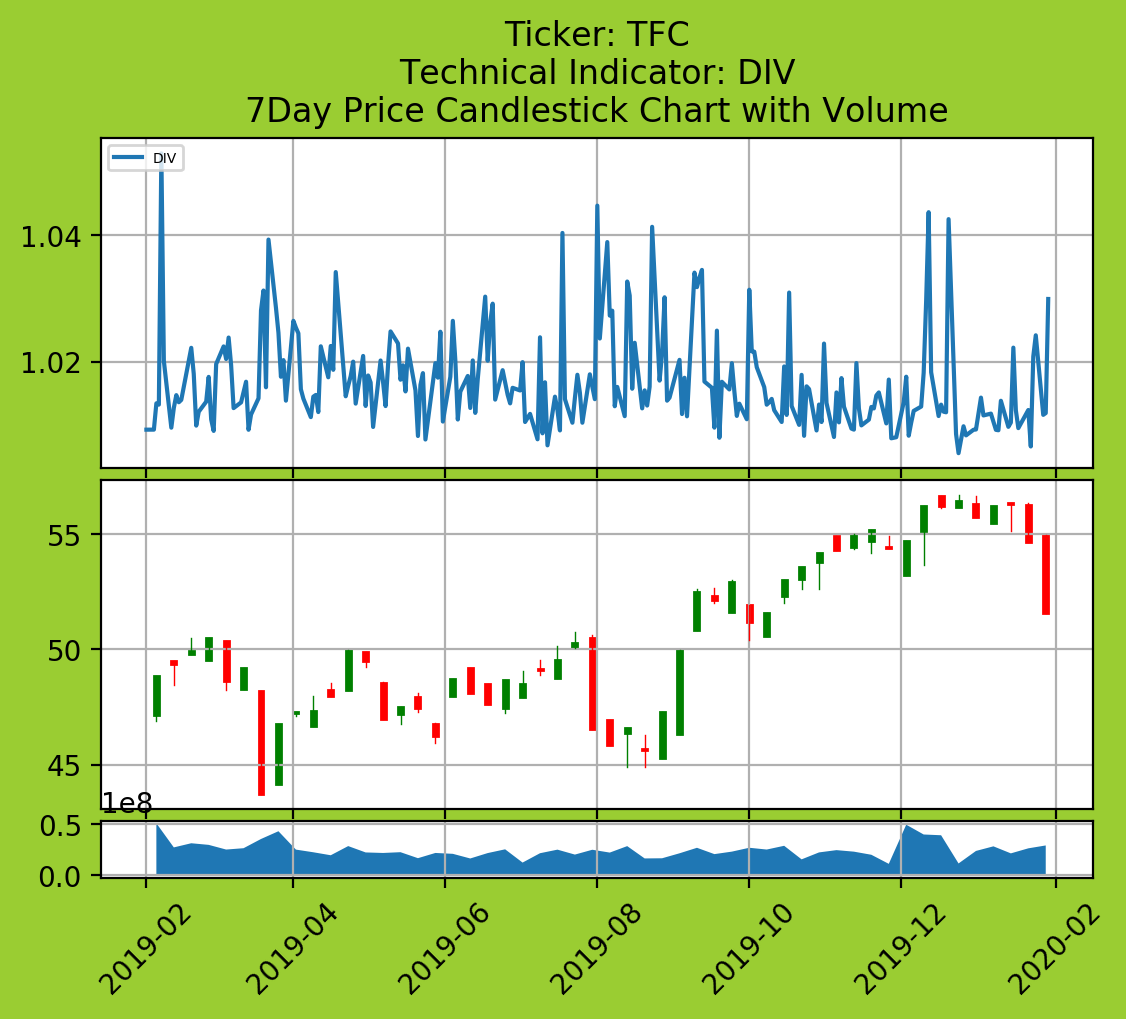 Ticker: TFC
Technical Indicator: DIV
7Day Price Candlestick Chart with Volume
DIV
1.04
1.02
55
50
45
1e8
0.5
0.0
2019-02
2019-04
2019-06
2019-08
2019-10
2019-12
2020-02